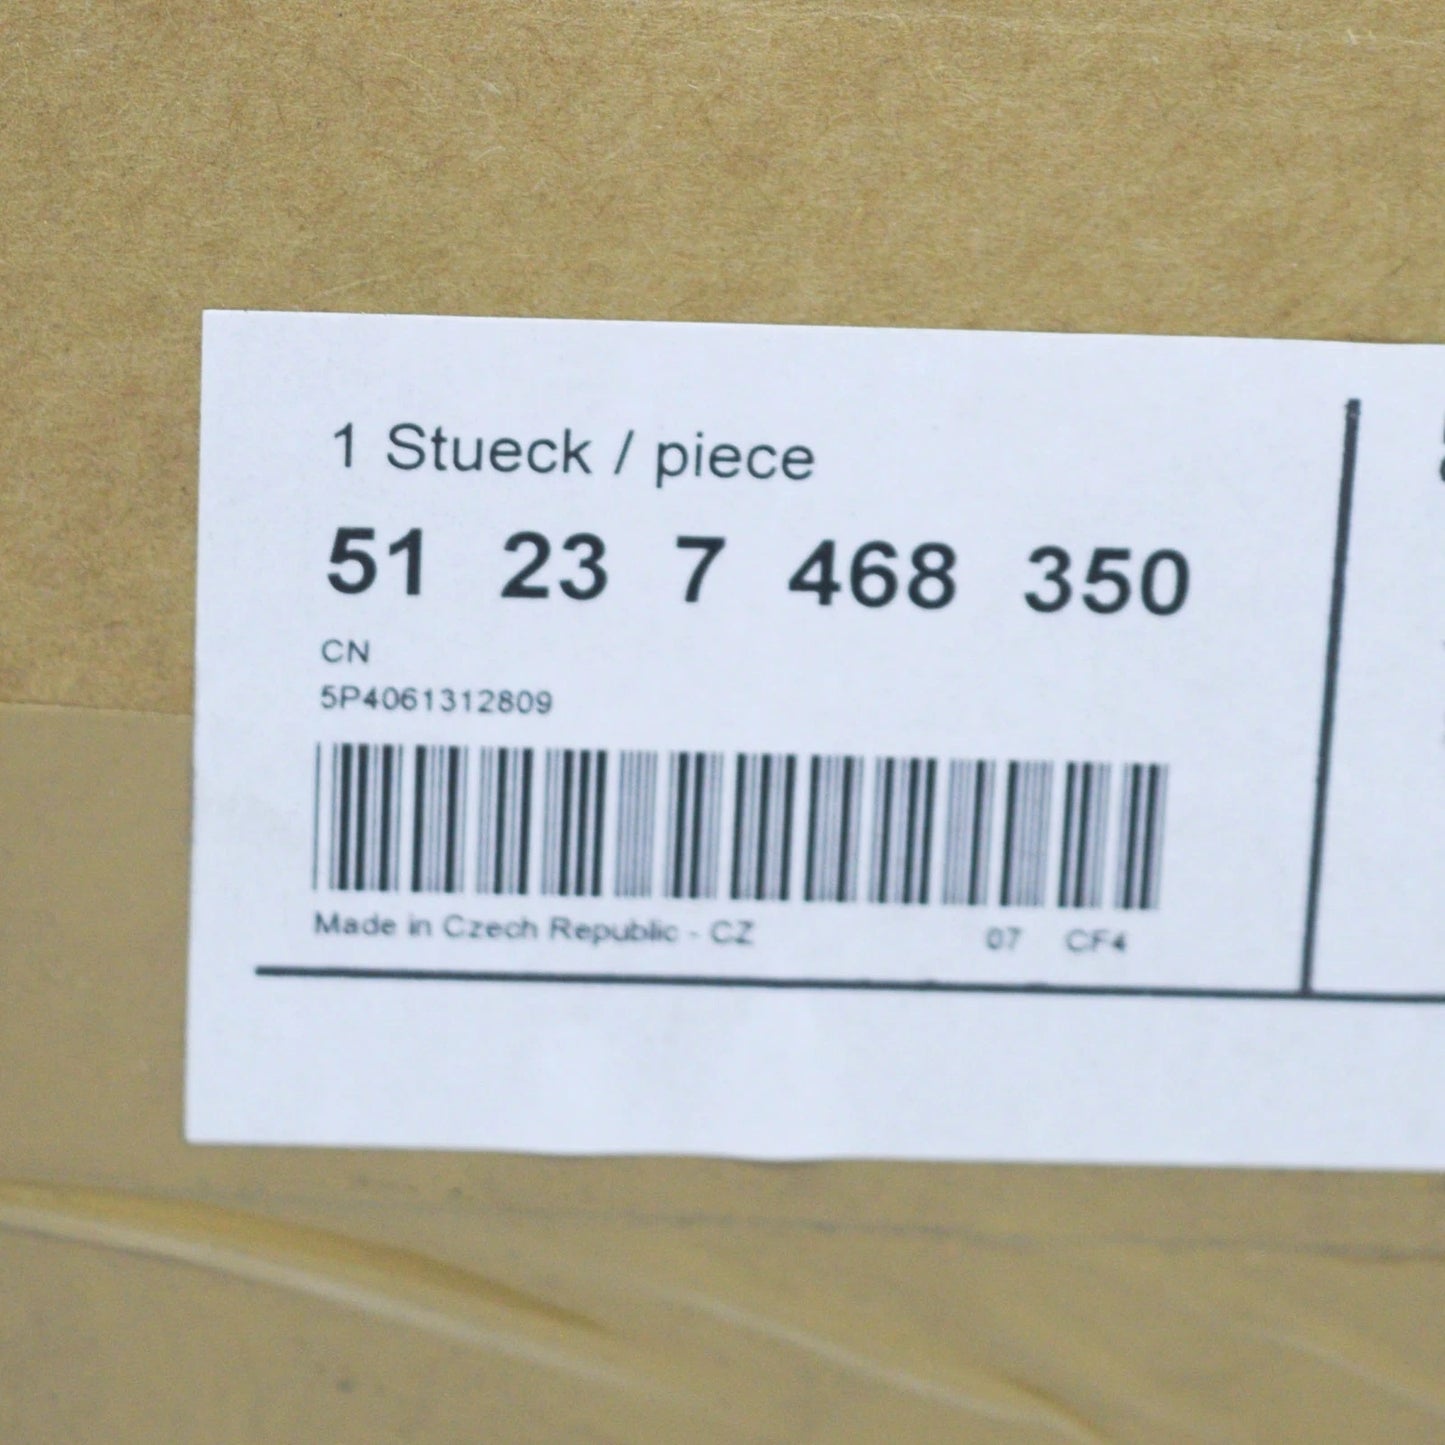 1 Stueck / piece
51 23 7 468 350
CN
5P4061312809
Made in Czech Republic - CZ 07 CF4